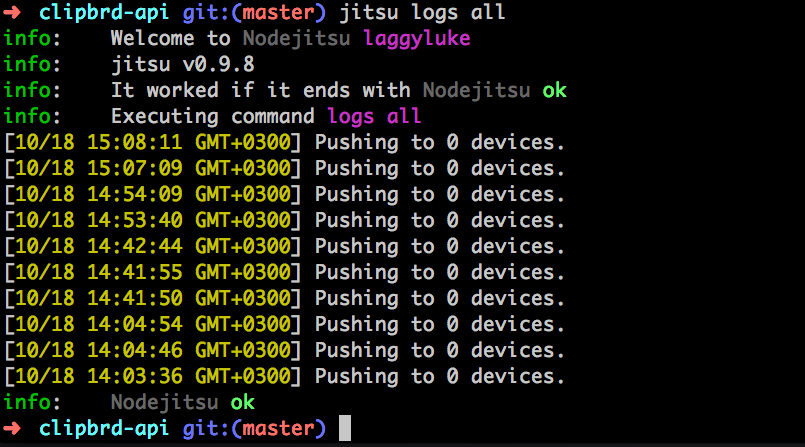 ➜ clipbrd-api git:(master) jitsu logs all
info: Welcome to Nodejitsu laggyluke
info: jitsu v0.9.8
info: It worked if it ends with Nodejitsu ok
info: Executing command logs all
[10/18 15:08:11 GMT+0300] Pushing to 0 devices.
[10/18 15:07:09 GMT+0300] Pushing to 0 devices.
[10/18 14:54:09 GMT+0300] Pushing to 0 devices.
[10/18 14:53:40 GMT+0300] Pushing to 0 devices.
[10/18 14:42:44 GMT+0300] Pushing to 0 devices.
[10/18 14:41:55 GMT+0300] Pushing to 0 devices.
[10/18 14:41:50 GMT+0300] Pushing to 0 devices.
[10/18 14:04:54 GMT+0300] Pushing to 0 devices.
[10/18 14:04:46 GMT+0300] Pushing to 0 devices.
[10/18 14:03:36 GMT+0300] Pushing to 0 devices.
info: Nodejitsu ok
➜ clipbrd-api git:(master)